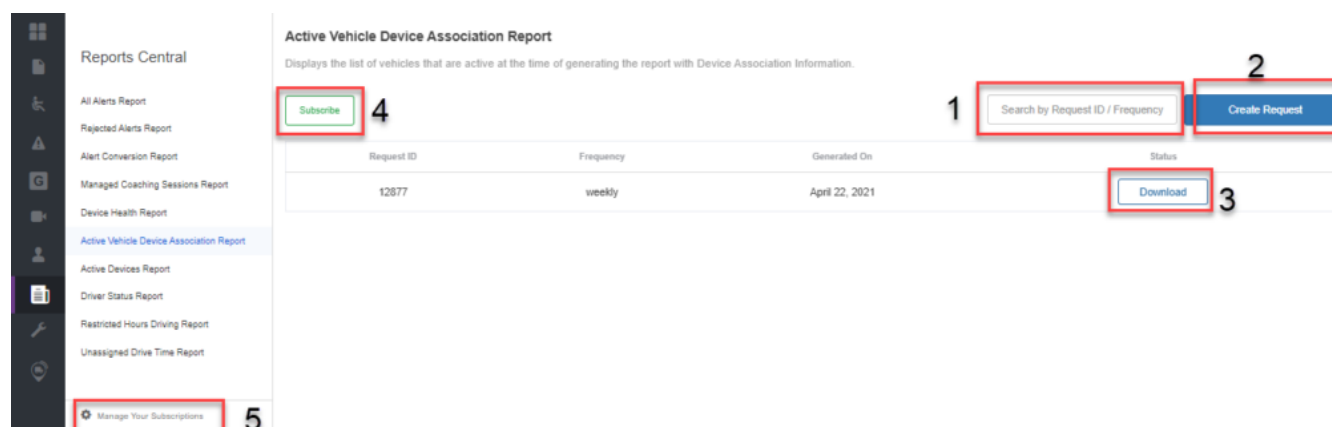 Reports Central
All Alerts Report
Rejected Alerts Report
Alert Conversion Report
Managed Coaching Sessions Report
Device Health Report
Active Vehicle Device Association Report
Active Devices Report
Driver Status Report
Restricted Hours Driving Report
Unassigned Drive Time Report
Manage Your Subscriptions
5
Active Vehicle Device Association Report
Displays the list of vehicles that are active at the time of generating the report with Device Association Information.
Subscribe
4
1
Search by Request ID / Frequency
2
Create Request
Request ID Frequency Generated On Status
12877 weekly April 22, 2021 Download
3
G